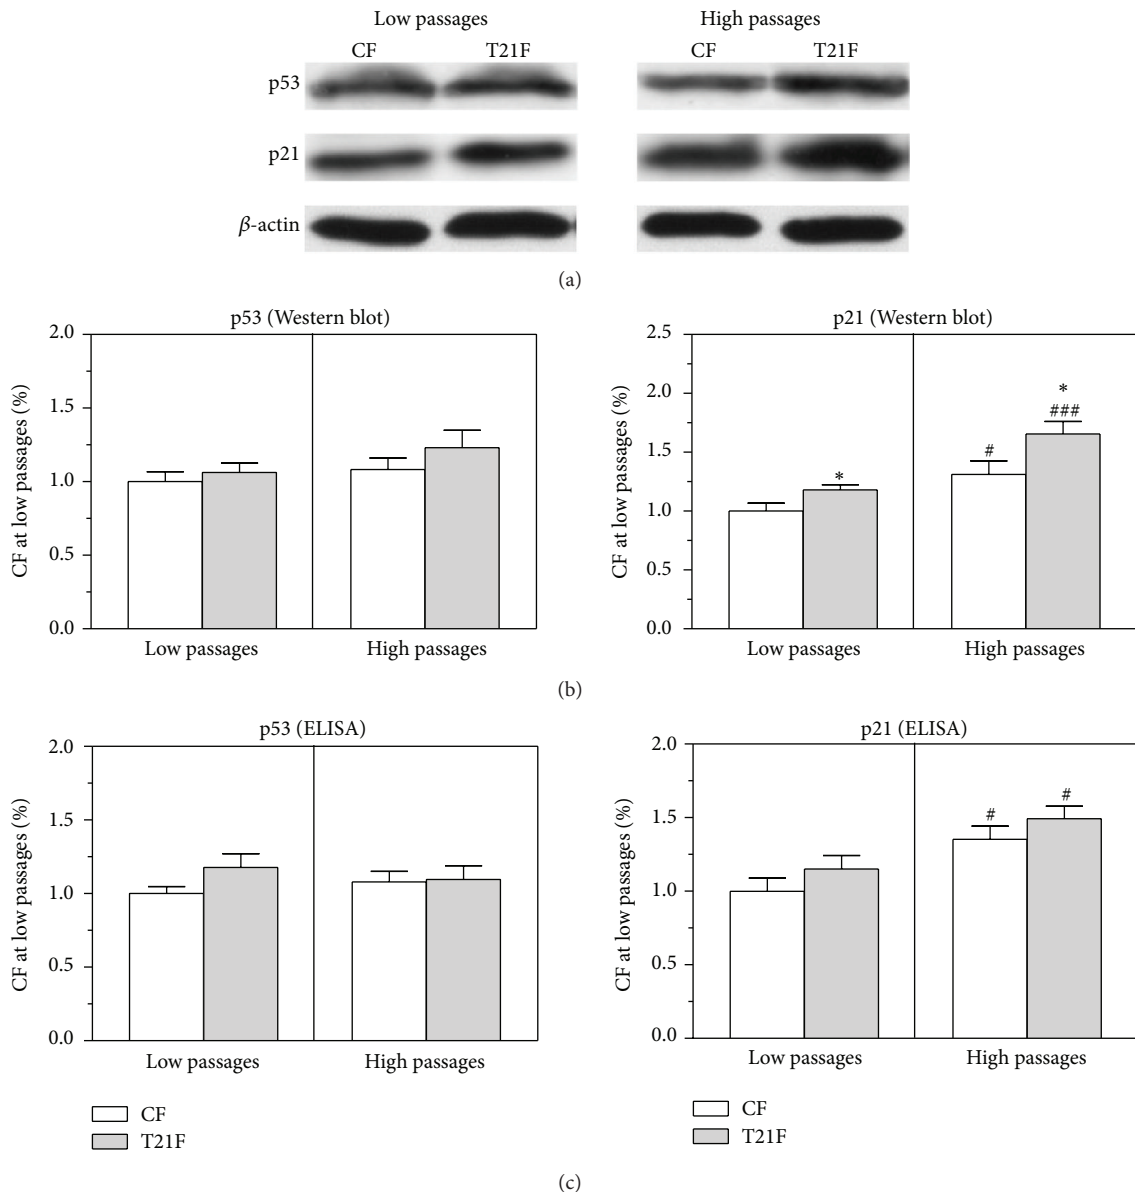 Low passages High passages
CF T21F CF T21F
p53
p21
β-actin
(a)
p53 (Western blot)
CF at low passages (%)
2.0
1.5
1.0
0.5
0.0
Low passages High passages
p21 (Western blot)
CF at low passages (%)
2.5
2.0
1.5
1.0
0.5
0.0
*
#
*
###
Low passages High passages
(b)
p53 (ELISA)
CF at low passages (%)
2.0
1.5
1.0
0.5
0.0
Low passages High passages
CF
T21F
p21 (ELISA)
CF at low passages (%)
2.0
1.5
1.0
0.5
0.0
# #
Low passages High passages
CF
T21F
(c)